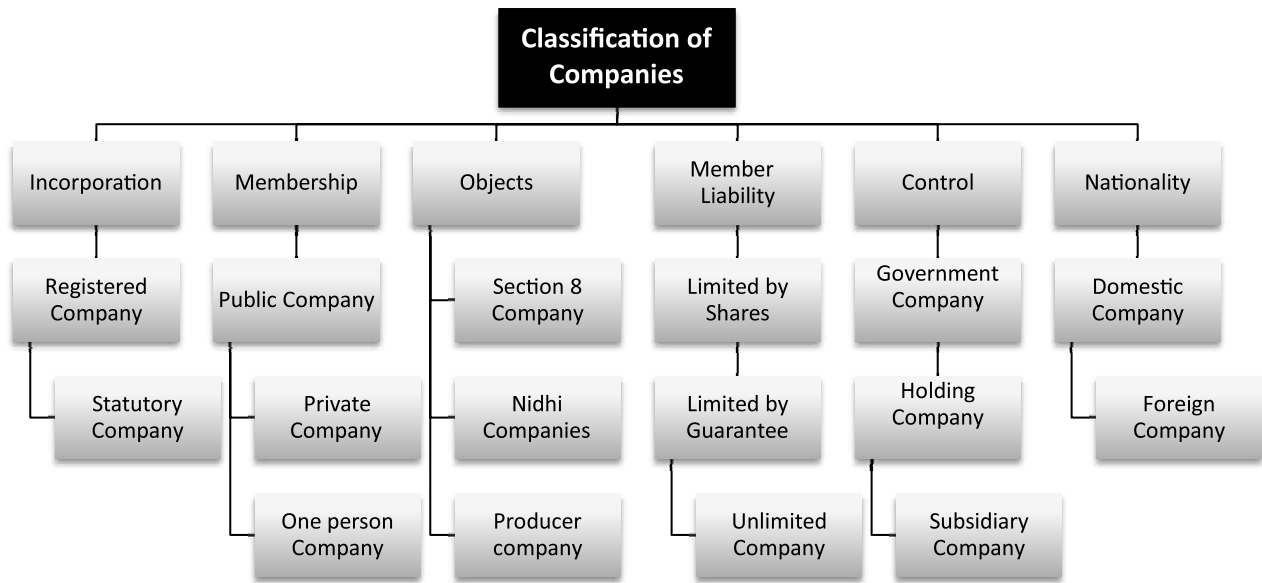 Classification of
Companies
Incorporation
Membership
Objects
Member
Liability
Control
Nationality
Registered
Company
Public Company
Section 8
Company
Limited by
Shares
Government
Company
Domestic
Company
Statutory
Company
Private
Company
Nidhi
Companies
Limited by
Guarantee
Holding
Company
Foreign
Company
One person
Company
Producer
company
Unlimited
Company
Subsidiary
Company